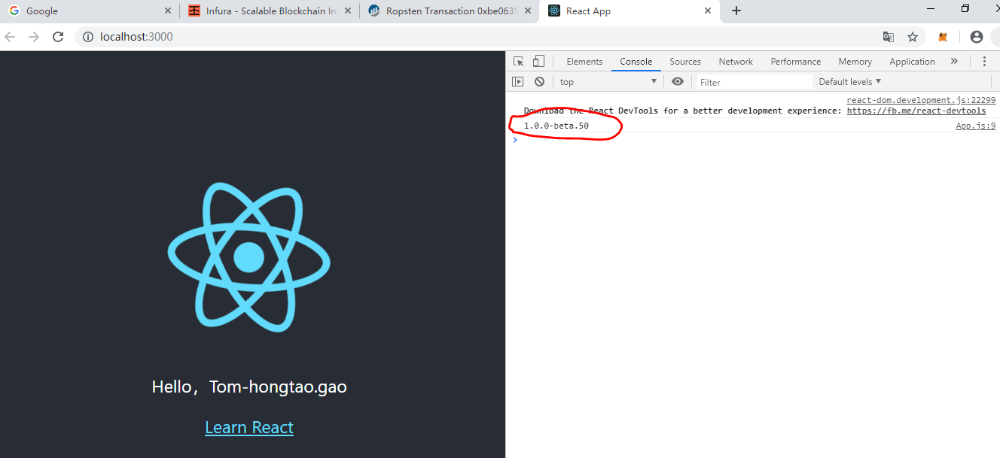 Google
Infura - Scalable Blockchain In
Ropsten Transaction 0xbe0635
React App
localhost:3000
Elements Console Sources Network Performance Memory Application »
top Filter Default levels
react-dom.development.js:22299
Download the React DevTools for a better development experience: https://fb.me/react-devtools
1.0.0-beta.50 App.js:9
Hello，Tom-hongtao.gao
Learn React